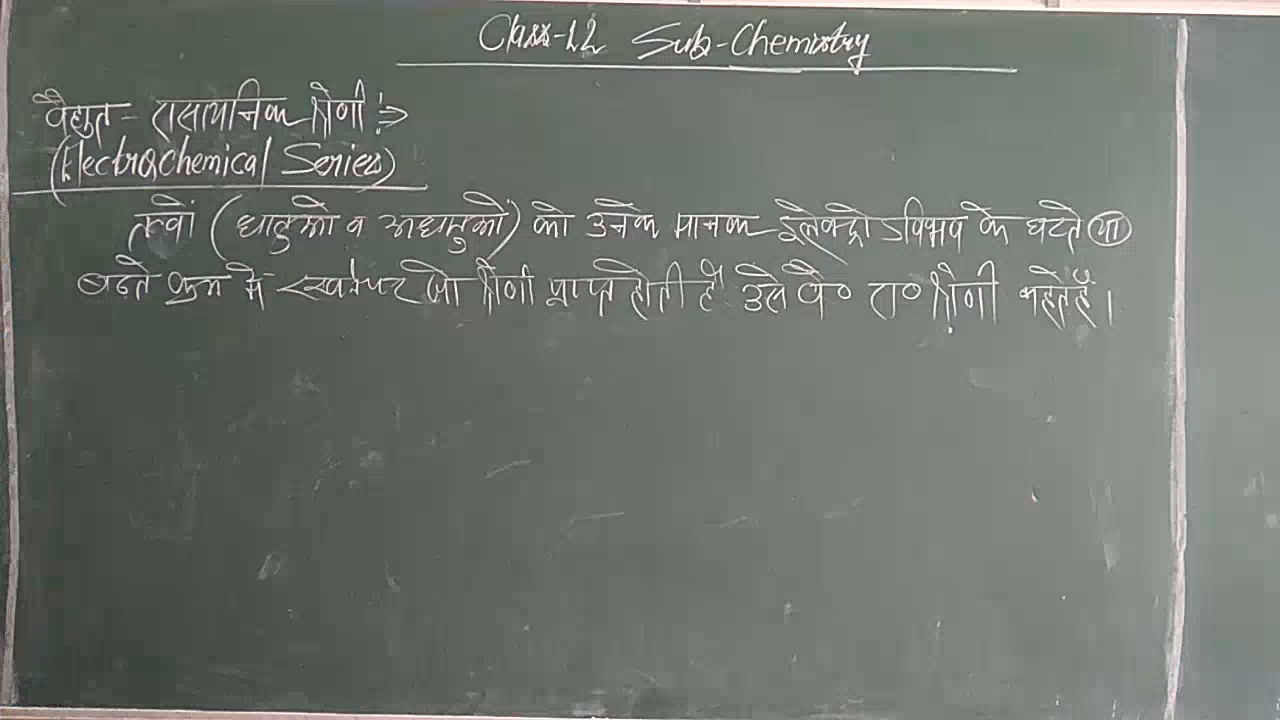 Class-12 Sub-Chemistry
वैद्युत - रासायनिक श्रेणी :⇒
(Electrochemical Series)
तत्वों (धातुओ व अधातुओं) को उनके मानक इलेक्ट्रोड विभव के घटते या
बढ़ते क्रम में रखनेपर जो श्रेणी प्राप्त होती है उसे वै० रा० श्रेणी कहते हैं।